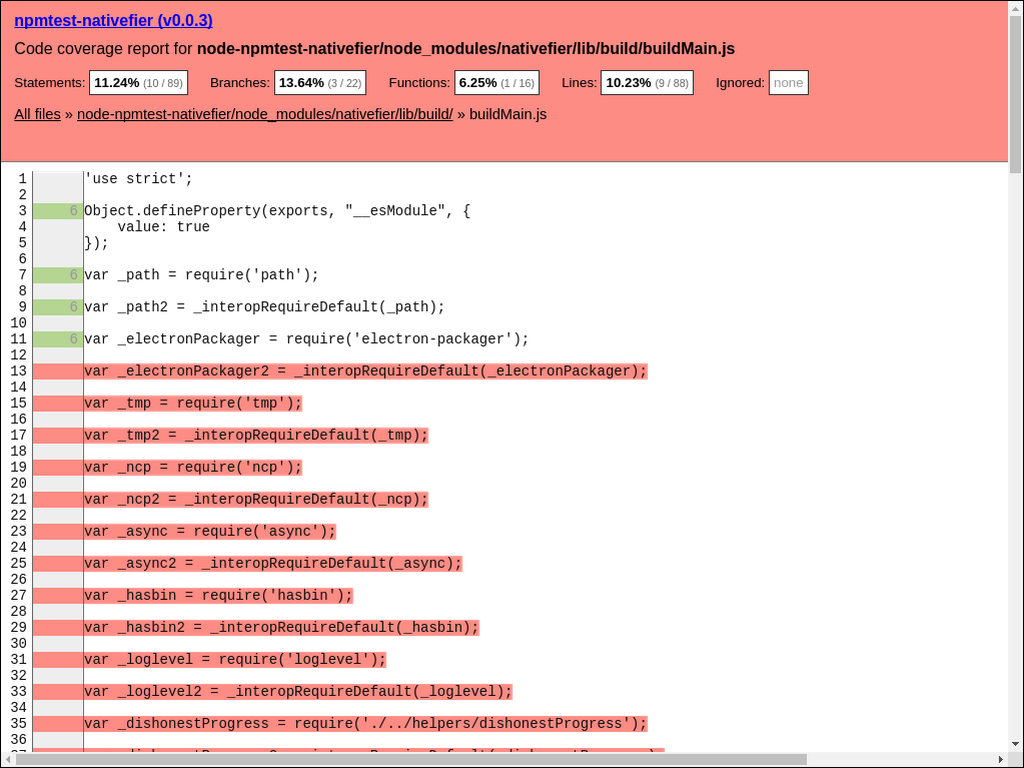 npmtest-nativefier (v0.0.3)
Code coverage report for node-npmtest-nativefier/node_modules/nativefier/lib/build/buildMain.js
Statements: 11.24% (10 / 89) Branches: 13.64% (3 / 22) Functions: 6.25% (1 / 16) Lines: 10.23% (9 / 88) Ignored: none
All files » node-npmtest-nativefier/node_modules/nativefier/lib/build/ » buildMain.js
1 'use strict';
2
3 6 Object.defineProperty(exports, "__esModule", {
4 value: true
5 });
6
7 6 var _path = require('path');
8
9 6 var _path2 = _interopRequireDefault(_path);
10
11 6 var _electronPackager = require('electron-packager');
12
13 var _electronPackager2 = _interopRequireDefault(_electronPackager);
14
15 var _tmp = require('tmp');
16
17 var _tmp2 = _interopRequireDefault(_tmp);
18
19 var _ncp = require('ncp');
20
21 var _ncp2 = _interopRequireDefault(_ncp);
22
23 var _async = require('async');
24
25 var _async2 = _interopRequireDefault(_async);
26
27 var _hasbin = require('hasbin');
28
29 var _hasbin2 = _interopRequireDefault(_hasbin);
30
31 var _loglevel = require('loglevel');
32
33 var _loglevel2 = _interopRequireDefault(_loglevel);
34
35 var _dishonestProgress = require('./../helpers/dishonestProgress');
36